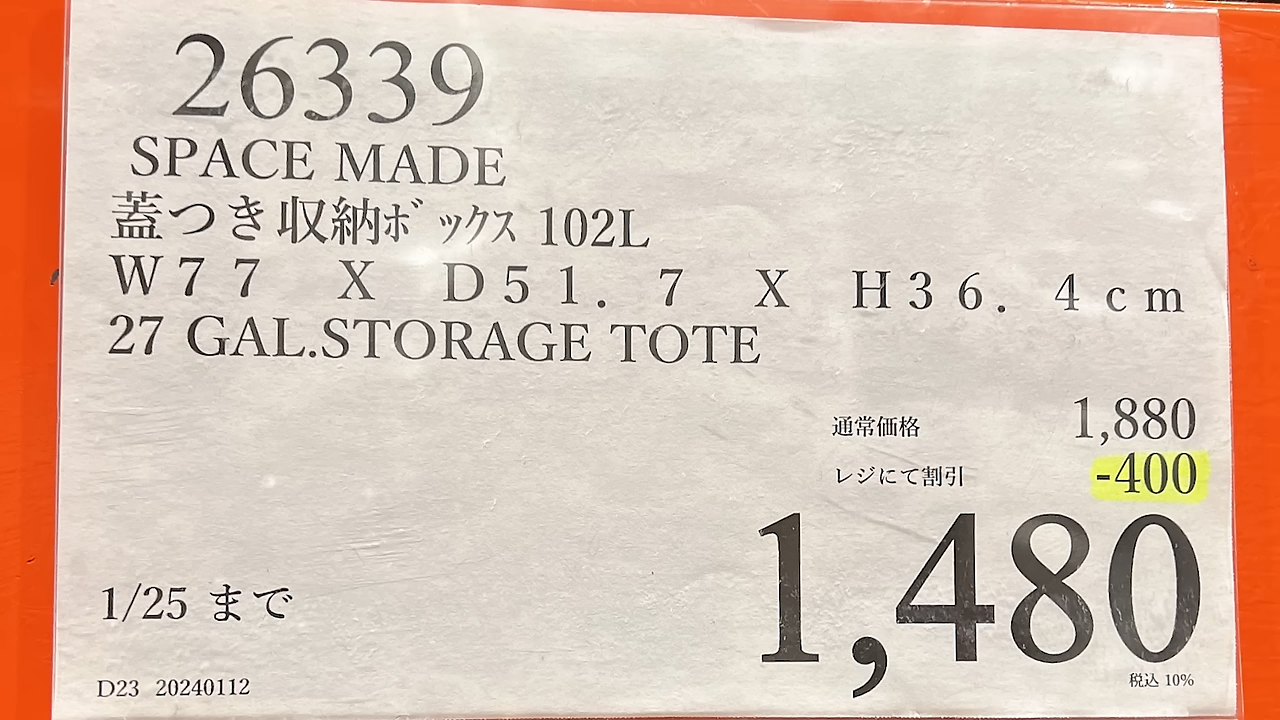 26339
SPACE MADE
蓋つき収納ﾎﾞｯｸｽ 102L
Ｗ７７　Ｘ　Ｄ５１．７　Ｘ　Ｈ３６．４ｃｍ
27 GAL.STORAGE TOTE
通常価格 1,880
レジにて割引 -400
1,480
1/25 まで
税込 10%
D23 20240112